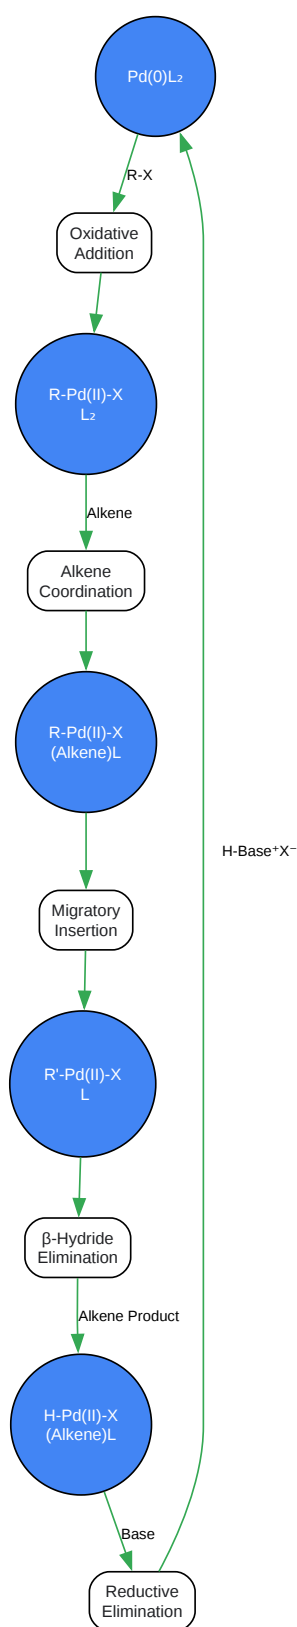 Pd(0)L₂
R-X
Oxidative
Addition
R-Pd(II)-X
L₂
Alkene
Alkene
Coordination
R-Pd(II)-X
(Alkene)L
H-Base⁺X⁻
Migratory
Insertion
R'-Pd(II)-X
L
β-Hydride
Elimination
Alkene Product
H-Pd(II)-X
(Alkene)L
Base
Reductive
Elimination